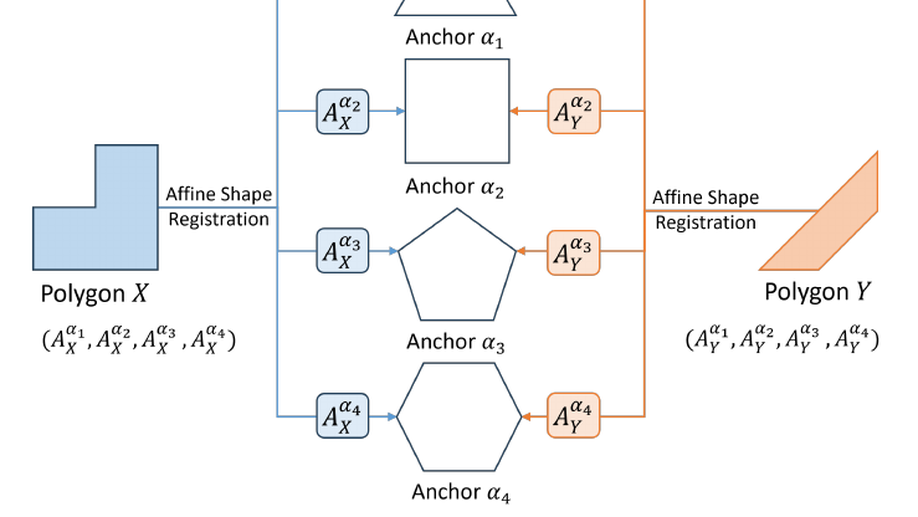 Anchor α₁
A_X^{α₂}
A_Y^{α₂}
Anchor α₂
Affine Shape
Registration
Affine Shape
Registration
A_X^{α₃}
A_Y^{α₃}
Polygon X
Polygon Y
(A_X^{α₁}, A_X^{α₂}, A_X^{α₃} , A_X^{α₄})
Anchor α₃
(A_Y^{α₁}, A_Y^{α₂}, A_Y^{α₃} , A_Y^{α₄})
A_X^{α₄}
A_Y^{α₄}
Anchor α₄